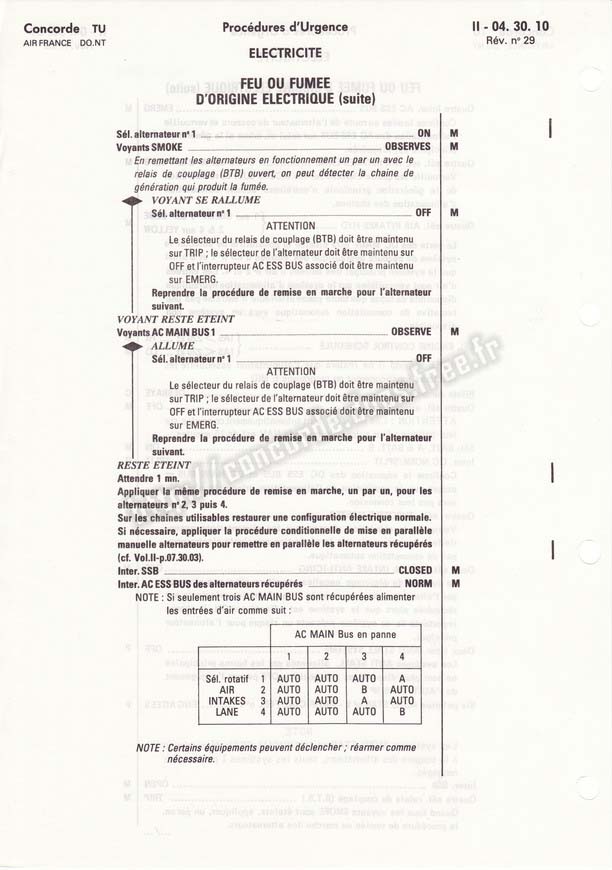 Concorde TU
AIR FRANCE DO.NT
Procédures d'Urgence
II - 04. 30. 10
Rév. n° 29
ELECTRICITE
FEU OU FUMEE
D'ORIGINE ELECTRIQUE (suite)
Sél. alternateur n° 1 ON M
Voyants SMOKE OBSERVES M
En remettant les alternateurs en fonctionnement un par un avec le
relais de couplage (BTB) ouvert, on peut détecter la chaine de
génération qui produit la fumée.
VOYANT SE RALLUME
Sél. alternateur n° 1 OFF M
ATTENTION
Le sélecteur du relais de couplage (BTB) doit être maintenu
sur TRIP ; le sélecteur de l'alternateur doit être maintenu sur
OFF et l'interrupteur AC ESS BUS associé doit être maintenu
sur EMERG.
Reprendre la procédure de remise en marche pour l'alternateur
suivant.
VOYANT RESTE ETEINT
Voyants AC MAIN BUS 1 OBSERVE M
ALLUME
Sél. alternateur n° 1 OFF
ATTENTION
Le sélecteur du relais de couplage (BTB) doit être maintenu
sur TRIP ; le sélecteur de l'alternateur doit être maintenu sur
OFF et l'interrupteur AC ESS BUS associé doit être maintenu
sur EMERG.
Reprendre la procédure de remise en marche pour l'alternateur
suivant.
RESTE ETEINT
Attendre 1 mn.
Appliquer la même procédure de remise en marche, un par un, pour les
alternateurs n° 2, 3 puis 4.
Sur les chaines utilisables restaurer une configuration électrique normale.
Si nécessaire, appliquer la procédure conditionnelle de mise en parallèle
manuelle alternateurs pour remettre en parallèle les alternateurs récupérés
(cf. Vol.II-p.07.30.03).
Inter. SSB CLOSED M
Inter. AC ESS BUS des alternateurs récupérés NORM M
NOTE : Si seulement trois AC MAIN BUS sont récupérées alimenter
les entrées d'air comme suit :
AC MAIN Bus en panne
1 2 3 4
Sél. rotatif 1 AUTO AUTO AUTO A
AIR 2 AUTO AUTO B AUTO
INTAKES 3 AUTO AUTO A AUTO
LANE 4 AUTO AUTO AUTO B
NOTE : Certains équipements peuvent déclencher ; réarmer comme
nécessaire.
http://concorde.free.fr